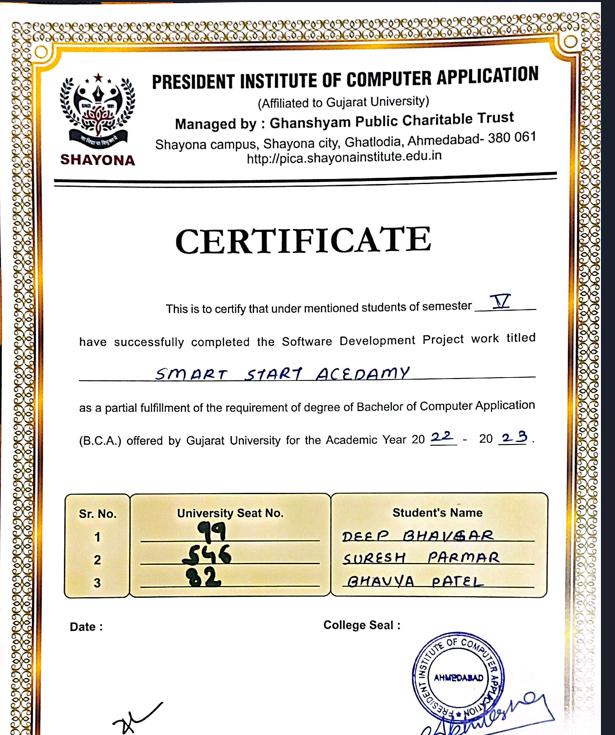 PRESIDENT INSTITUTE OF COMPUTER APPLICATION
(Affiliated to Gujarat University)
Managed by : Ghanshyam Public Charitable Trust
Shayona campus, Shayona city, Ghatlodia, Ahmedabad- 380 061
http://pica.shayonainstitute.edu.in
SHAYONA
CERTIFICATE
This is to certify that under mentioned students of semester V
have successfully completed the Software Development Project work titled
SMART START ACEDAMY
as a partial fulfillment of the requirement of degree of Bachelor of Computer Application
(B.C.A.) offered by Gujarat University for the Academic Year 20 22 - 20 23 .
Sr. No. University Seat No. Student's Name
1 99 DEEP BHAVSAR
2 546 SURESH PARMAR
3 82 BHAVYA PATEL
Date : College Seal :
PRESIDENT INSTITUTE OF COMPUTER APPLICATION
AHMEDABAD